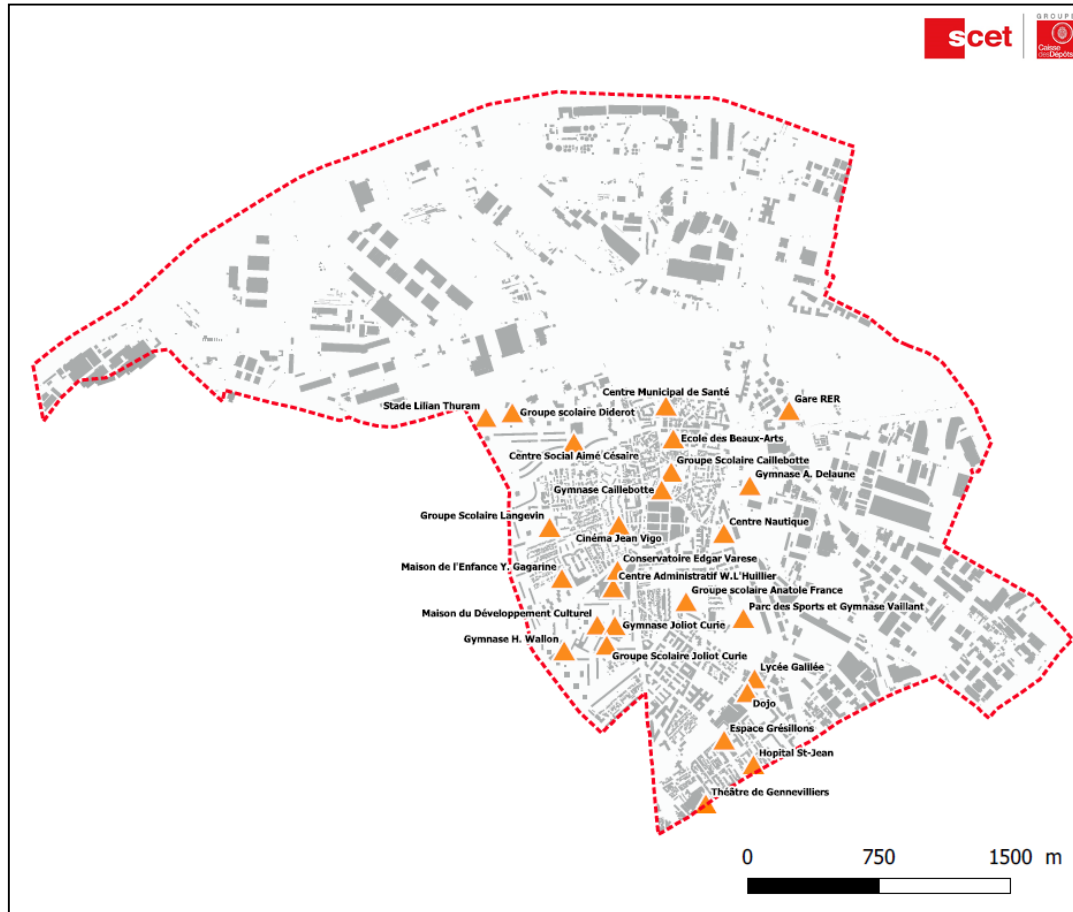 GROUPE
scet
Caisse
des Dépôts
Centre Municipal de Santé
Gare RER
Stade Lilian Thuram
Groupe scolaire Diderot
Ecole des Beaux-Arts
Centre Social Aimé Césaire
Groupe Scolaire Caillebotte
Gymnase A. Delaune
Gymnase Caillebotte
Groupe Scolaire Langevin
Centre Nautique
Cinéma Jean Vigo
Conservatoire Edgar Varese
Maison de l'Enfance Y. Gagarine
Centre Administratif W.L'Huillier
Groupe scolaire Anatole France
Parc des Sports et Gymnase Vaillant
Maison du Développement Culturel
Gymnase Joliot Curie
Gymnase H. Wallon
Groupe Scolaire Joliot Curie
Lycée Galilée
Dojo
Espace Grésillons
Hopital St-Jean
Théâtre de Gennevilliers
0 750 1500 m